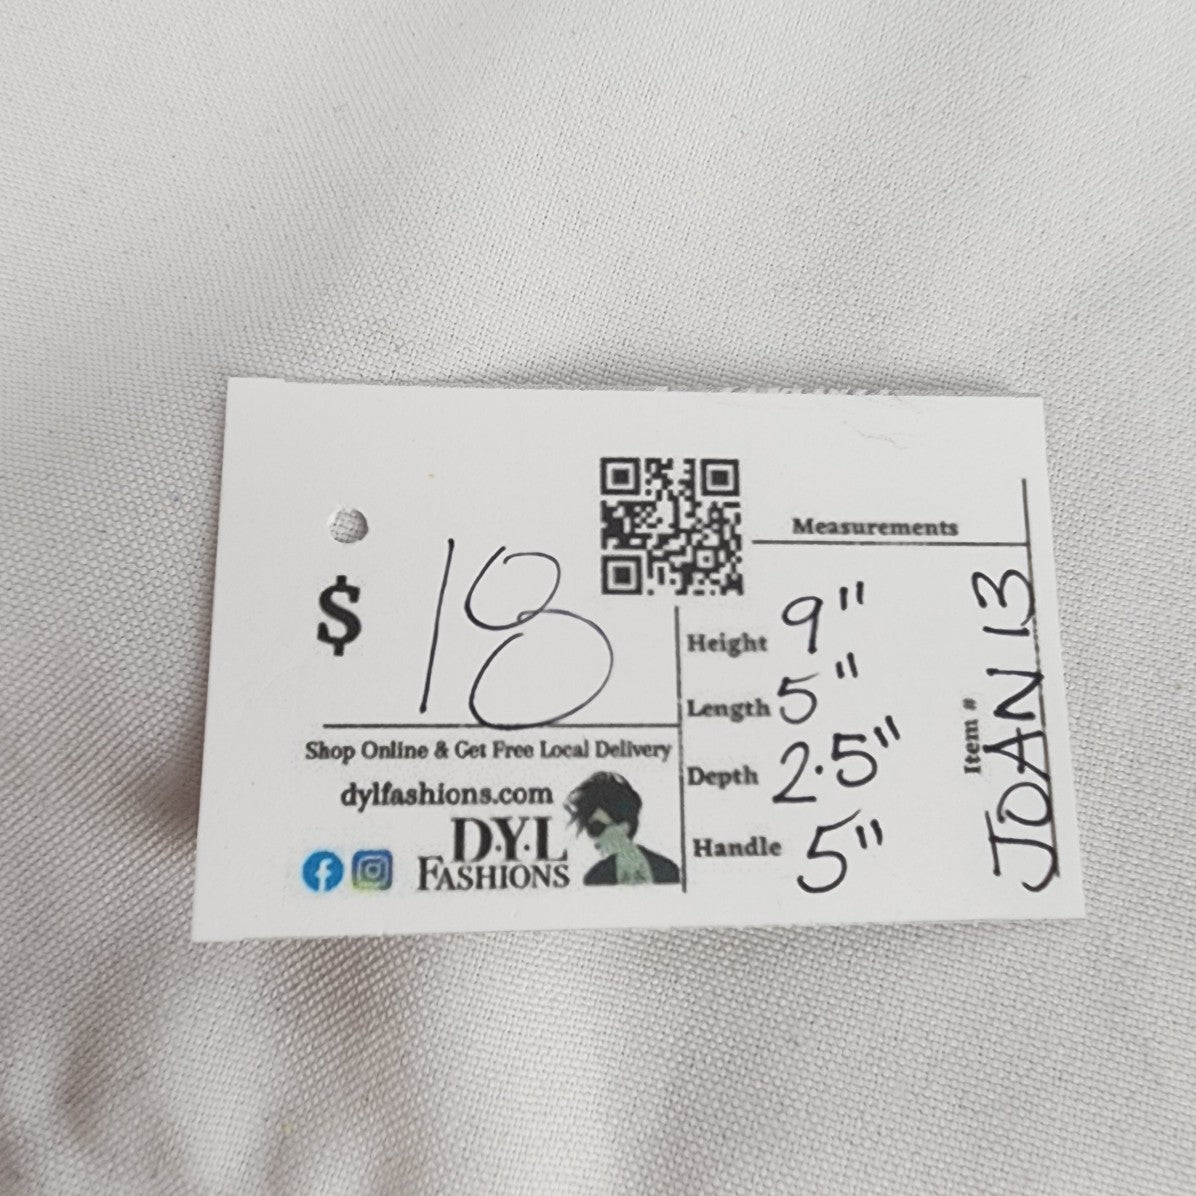 $ 18
Shop Online & Get Free Local Delivery
dylfashions.com
D.Y.L
FASHIONS
Measurements
Height 9"
Length 5"
Depth 2.5"
Handle 5"
Item #
JOAN 13